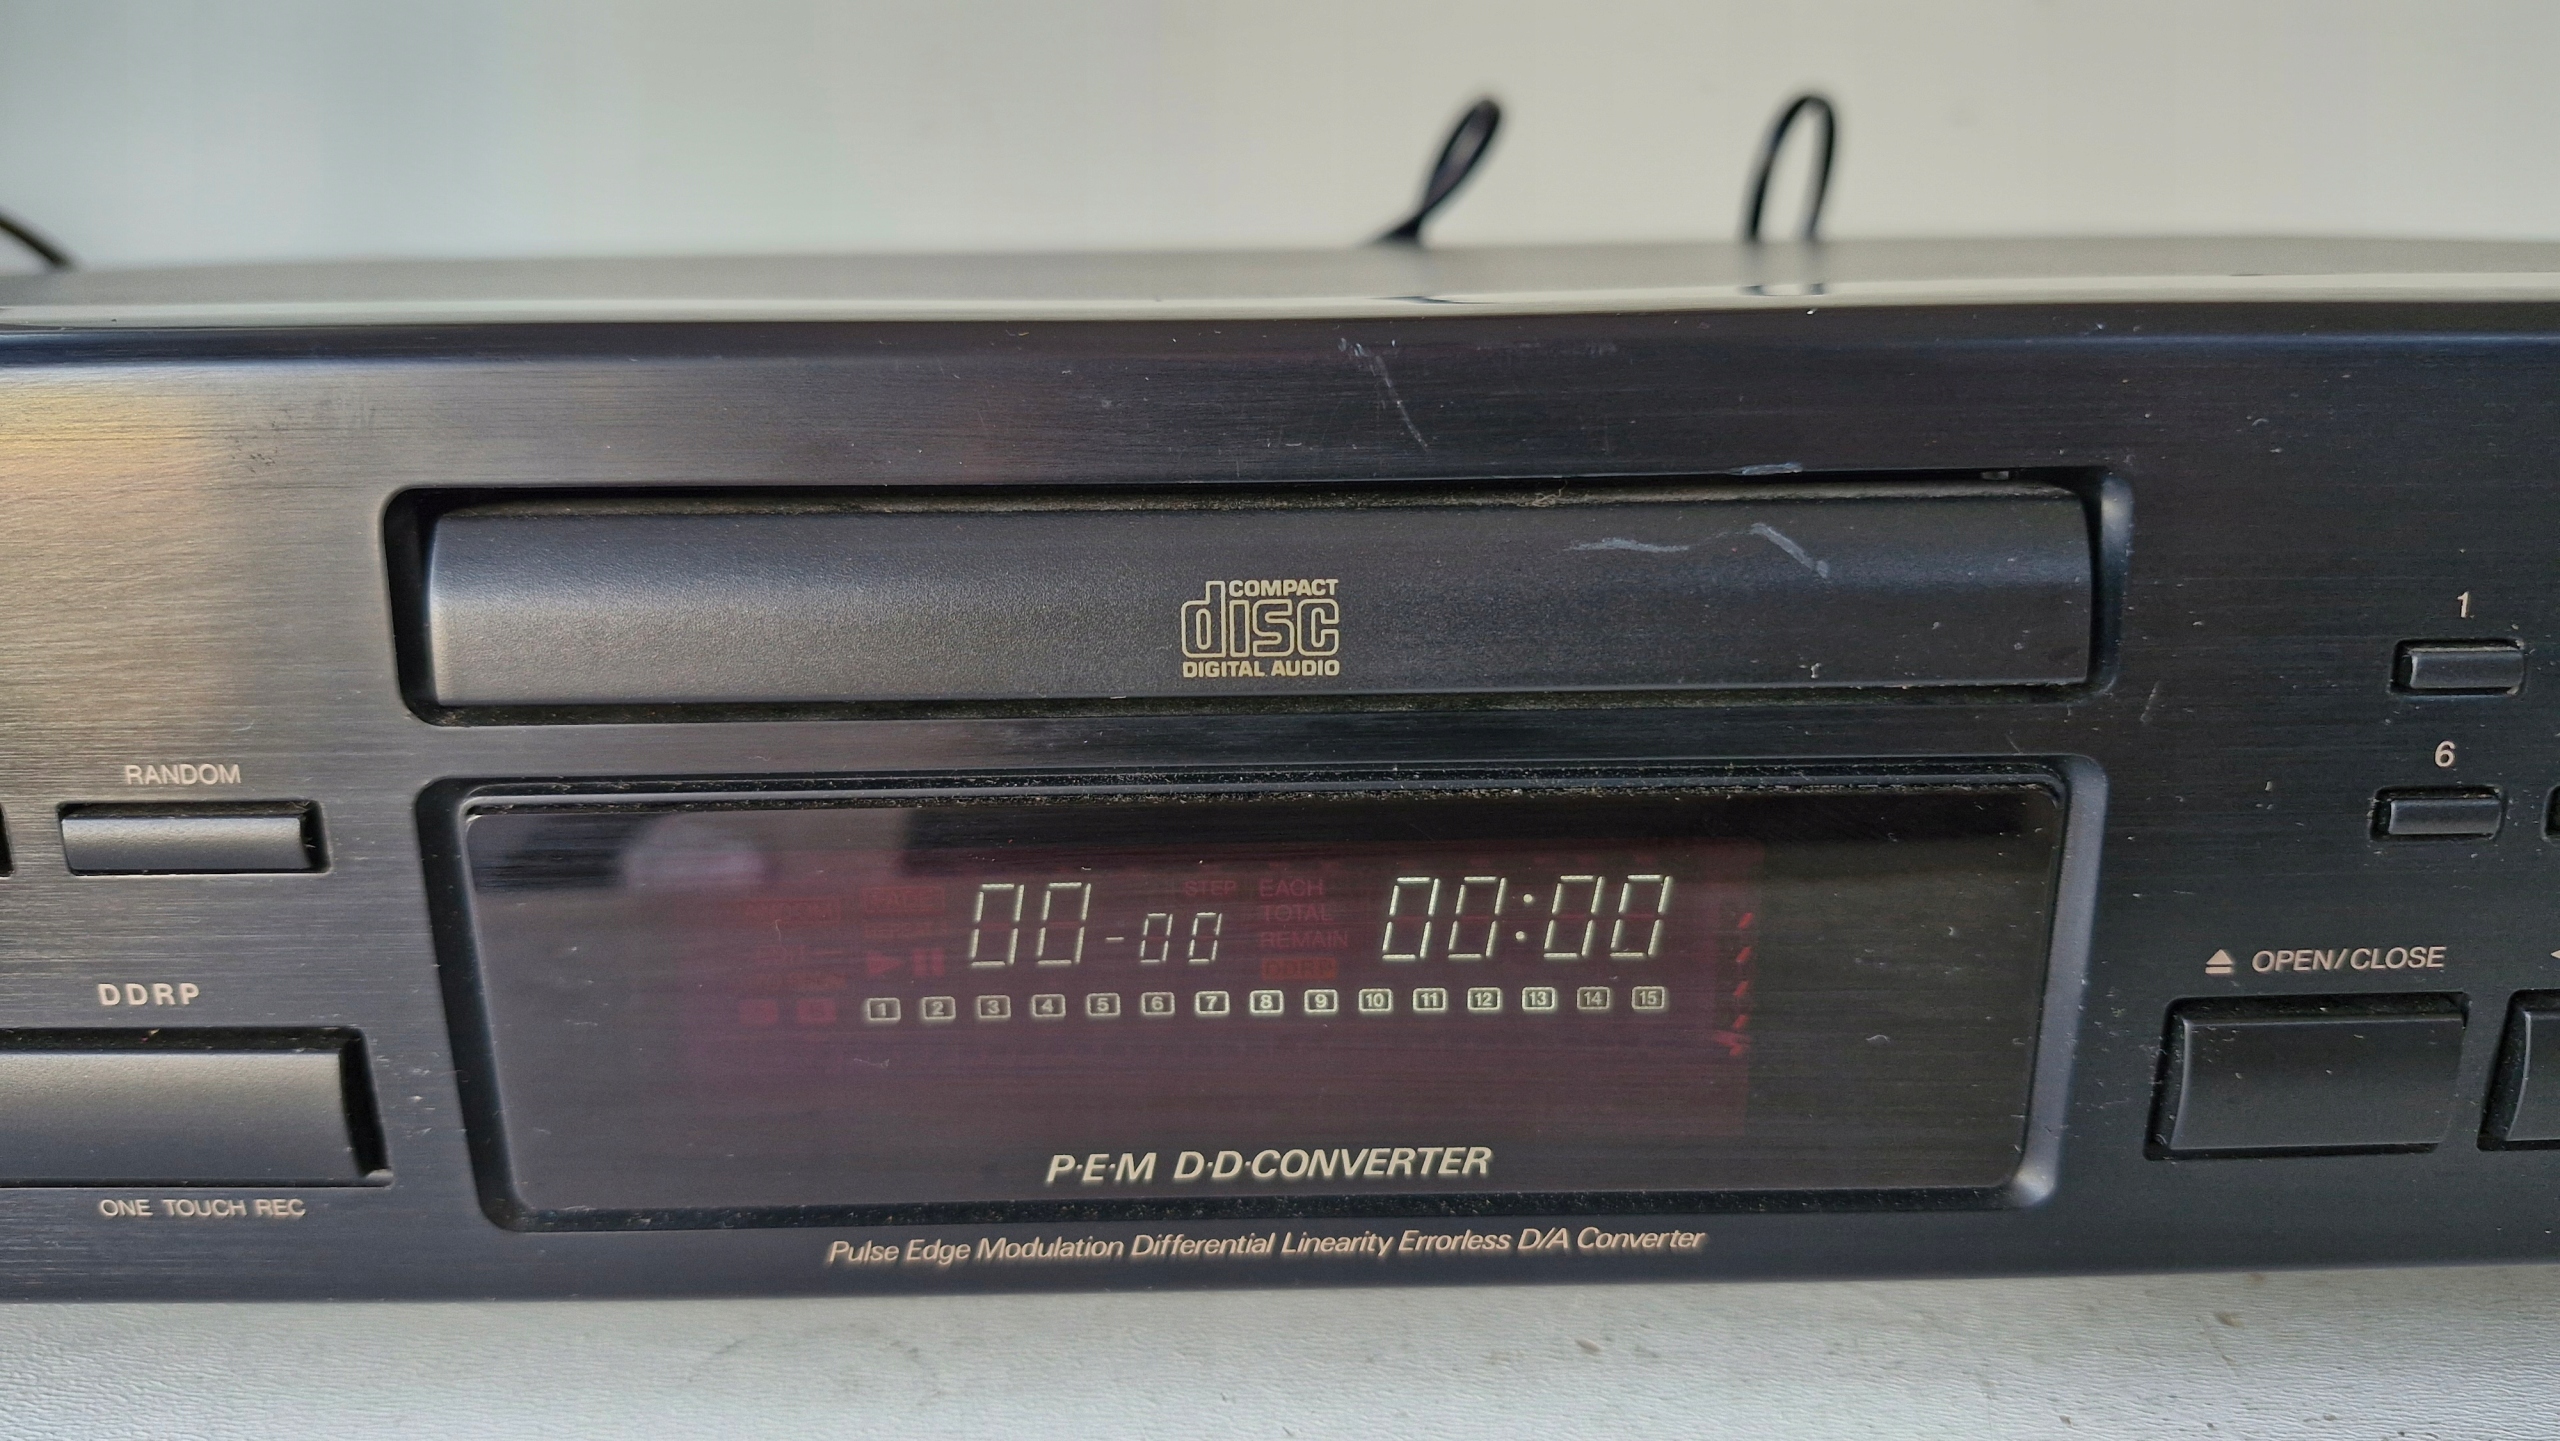 COMPACT
disc
DIGITAL AUDIO
1
6
RANDOM
STEP EACH
TOTAL
REMAIN
DDRP
00-00 00:00
1 2 3 4 5 6 7 8 9 10 11 12 13 14 15
OPEN/CLOSE
DDRP
ONE TOUCH REC
P·E·M D·D·CONVERTER
Pulse Edge Modulation Differential Linearity Errorless D/A Converter